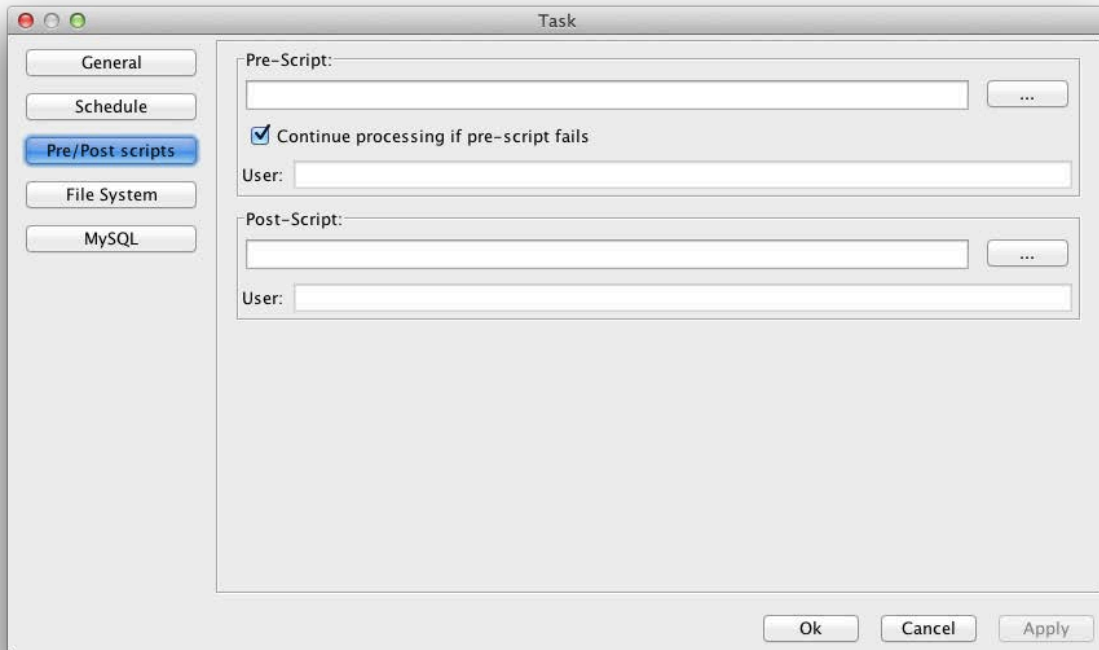 Task
General
Schedule
Pre/Post scripts
File System
MySQL
Pre-Script:
...
Continue processing if pre-script fails
User:
Post-Script:
...
User:
Ok
Cancel
Apply